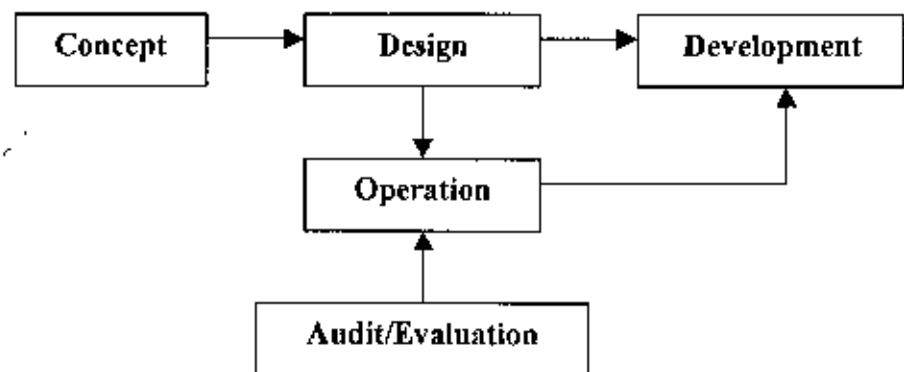 Concept
Design
Development
Operation
Audit/Evaluation